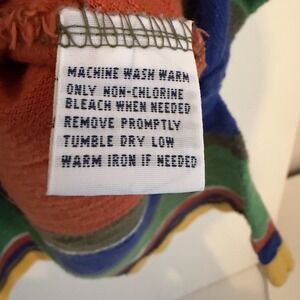 MACHINE WASH WARM
ONLY NON-CHLORINE
BLEACH WHEN NEEDED
REMOVE PROMPTLY
TUMBLE DRY LOW
WARM IRON IF NEEDED